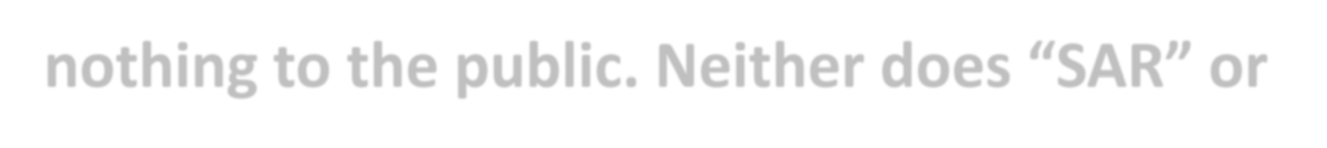 nothing to the public. Neither does “SAR” or